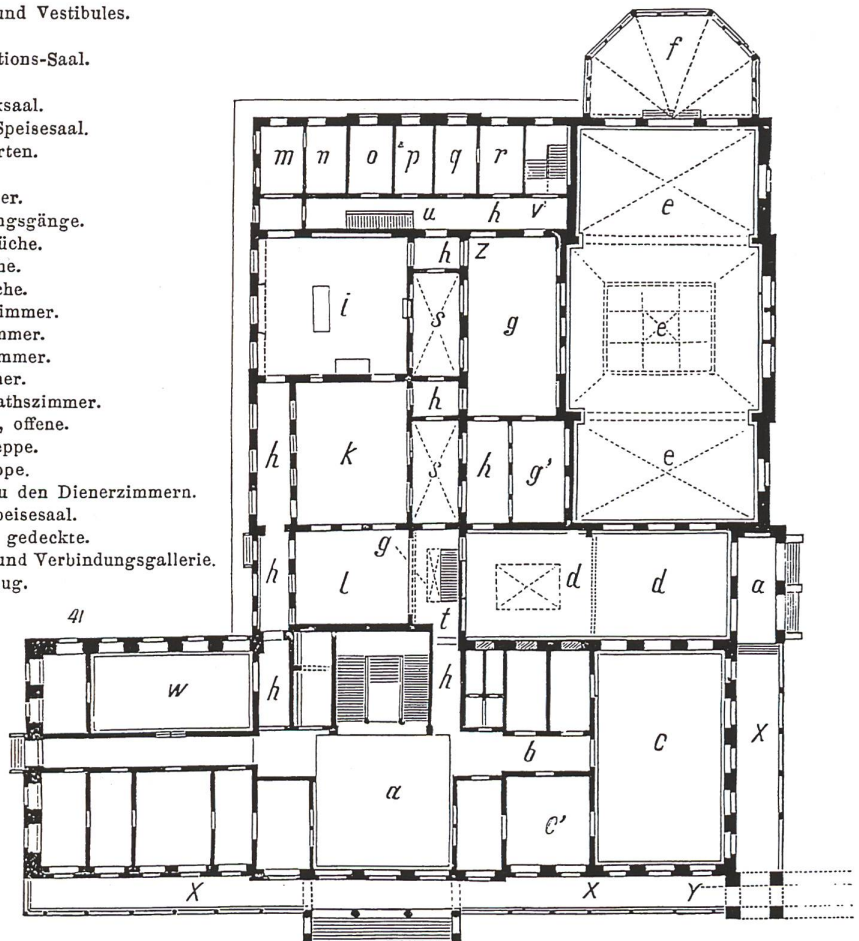 und Vestibules.
tions-Saal.
ksaal.
Speisesaal.
rten.
er.
ngsgänge.
üche.
ne.
che.
immer.
mer.
mmer.
ner.
athszimmer.
, offene.
eppe.
ppe.
u den Dienerzimmern.
peisesaal.
gedeckte.
und Verbindungsgallerie.
ug.
41
f
m n o p q r
e
u h v
h z
i s g e
h
h k s h g' e
g
h l d d a
t
w h h
b c X
a
c'
X X Y